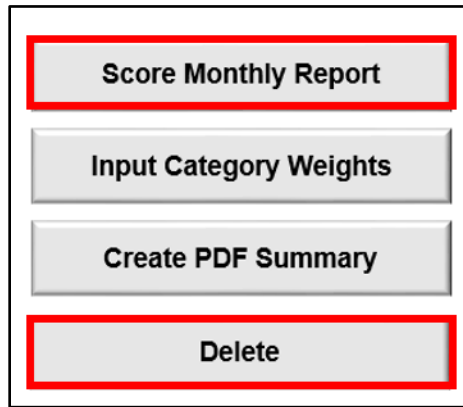 Score Monthly Report
Input Category Weights
Create PDF Summary
Delete